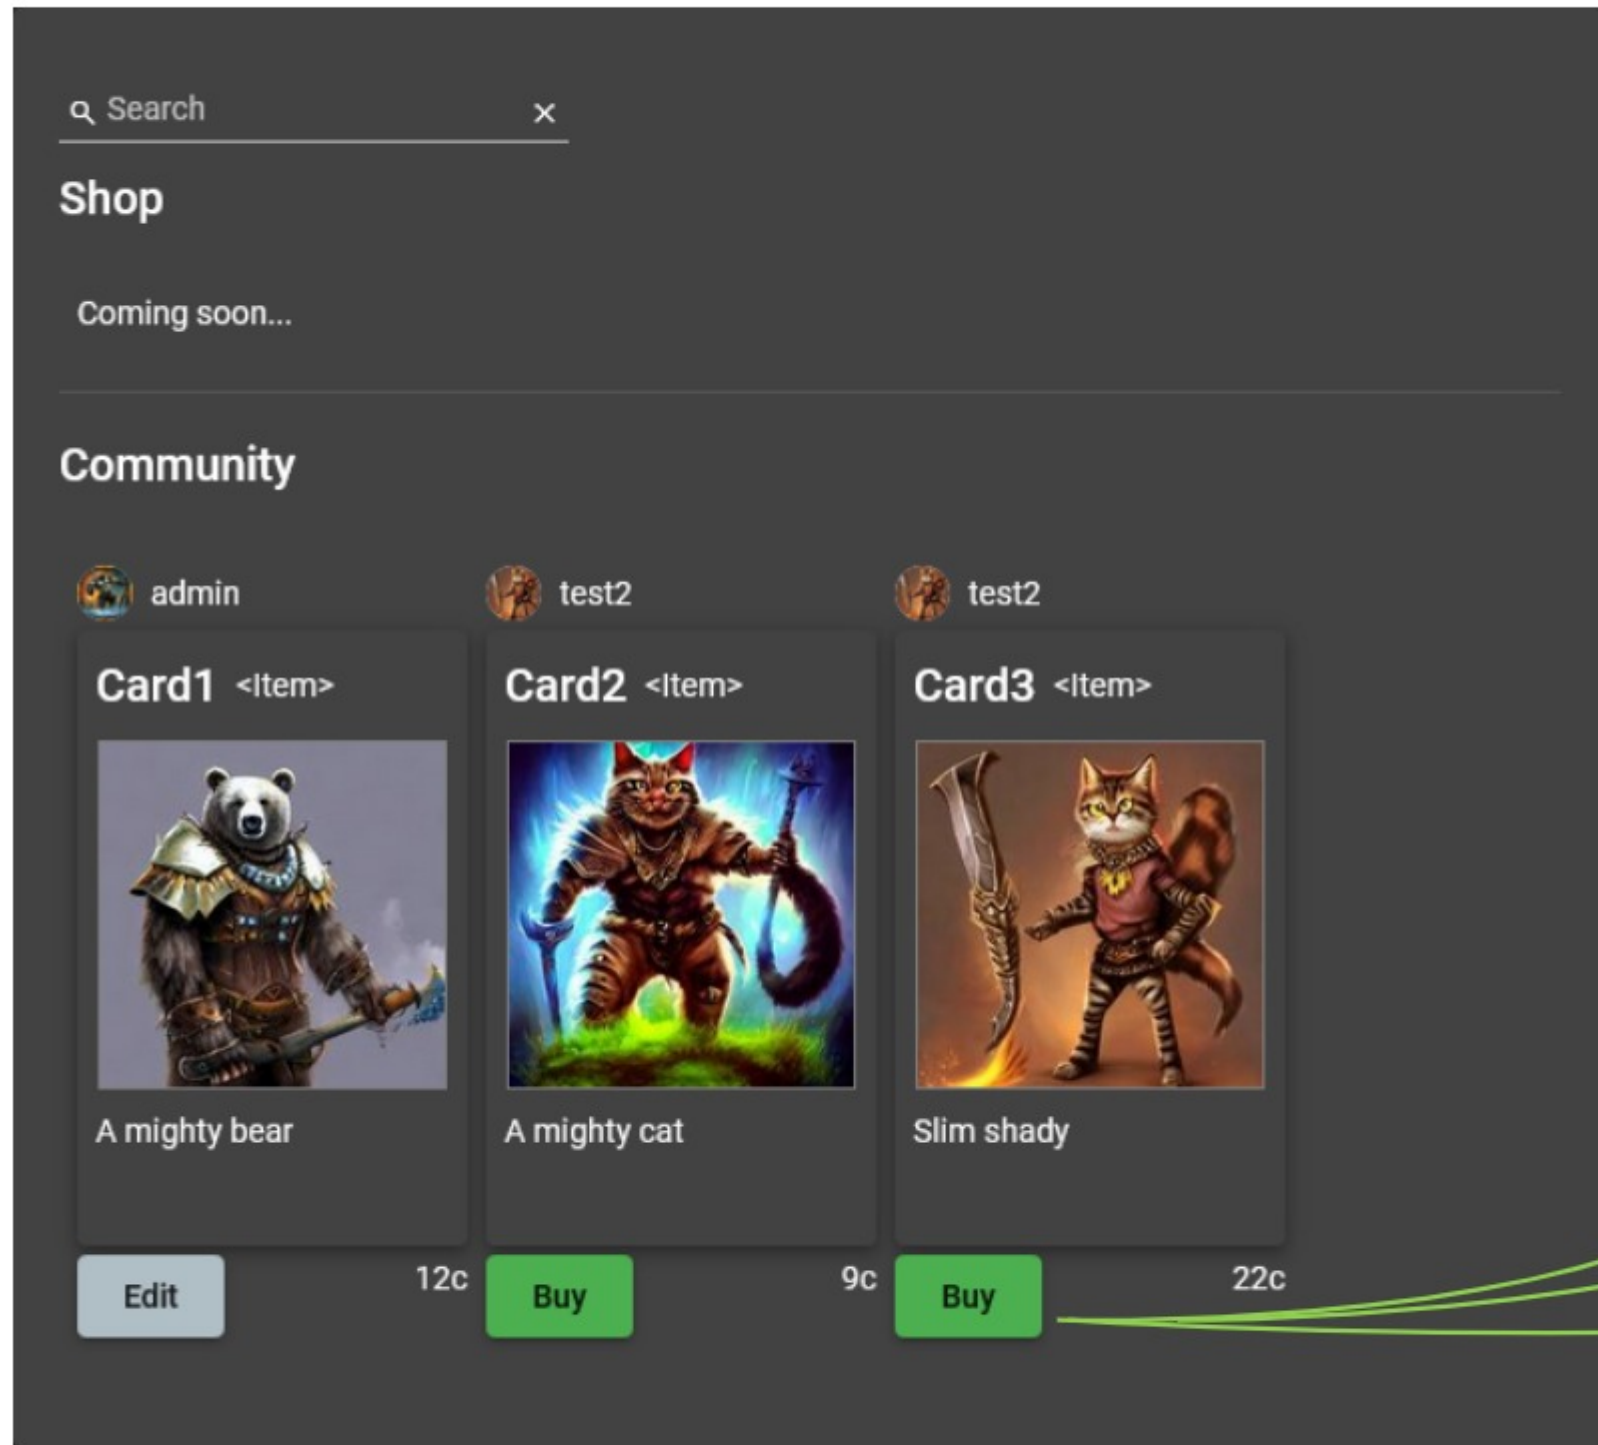 Search
Shop
Coming soon...
Community
admin
test2
test2
Card1 <Item>
Card2 <Item>
Card3 <Item>
A mighty bear
A mighty cat
Slim shady
Edit
12c
Buy
9c
Buy
22c